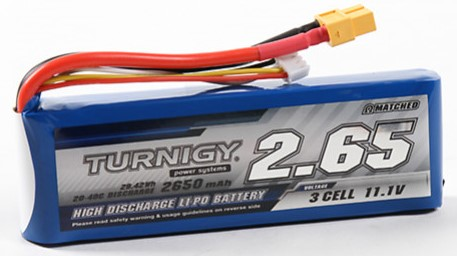 MATCHED
TURNIGY
power systems
2.65
29.42Wh
20-40C DISCHARGE 2650 mAh
VOLTAGE
HIGH DISCHARGE LI-PO BATTERY
3 CELL 11.1V
Please read safety warning & usage guidelines on reverse side